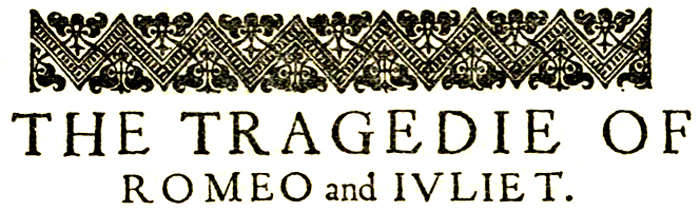 THE TRAGEDIE OF
ROMEO and IVLIET.